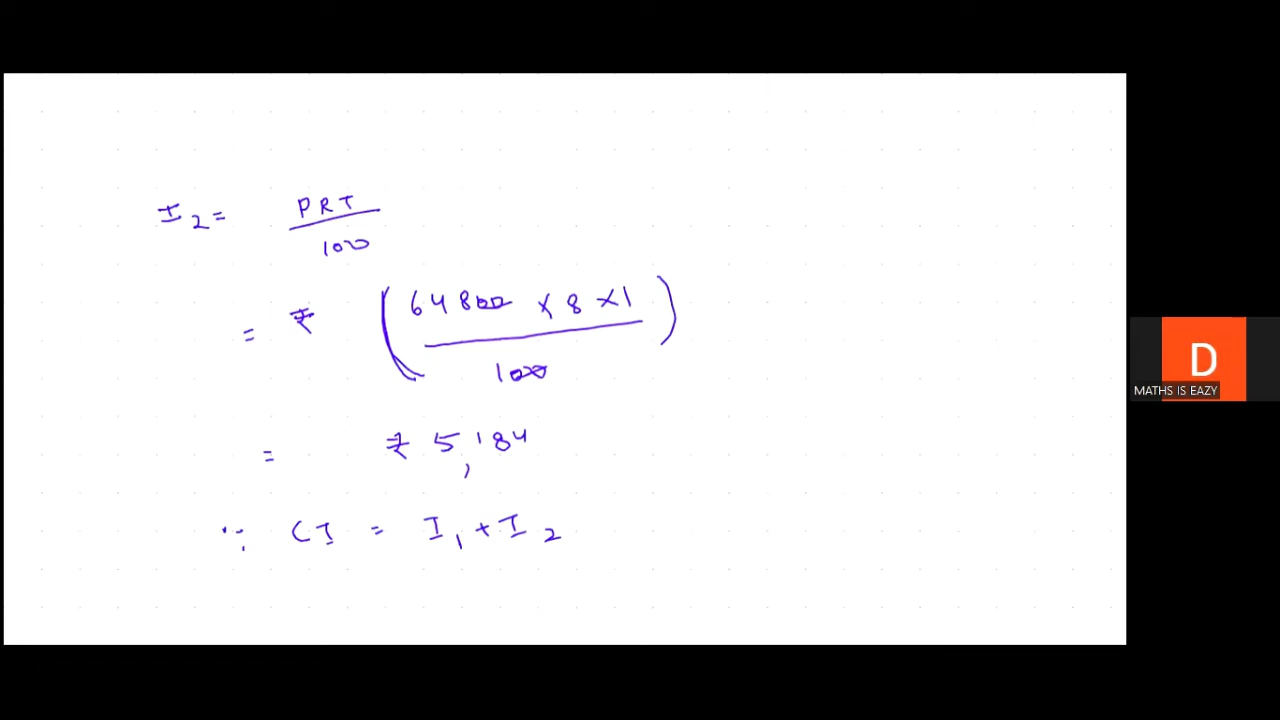 I2 = PRT
100
= ₹ (64800 × 8 × 1)
100
= ₹ 5,184
∵ CI = I1 + I2
D
MATHS IS EAZY